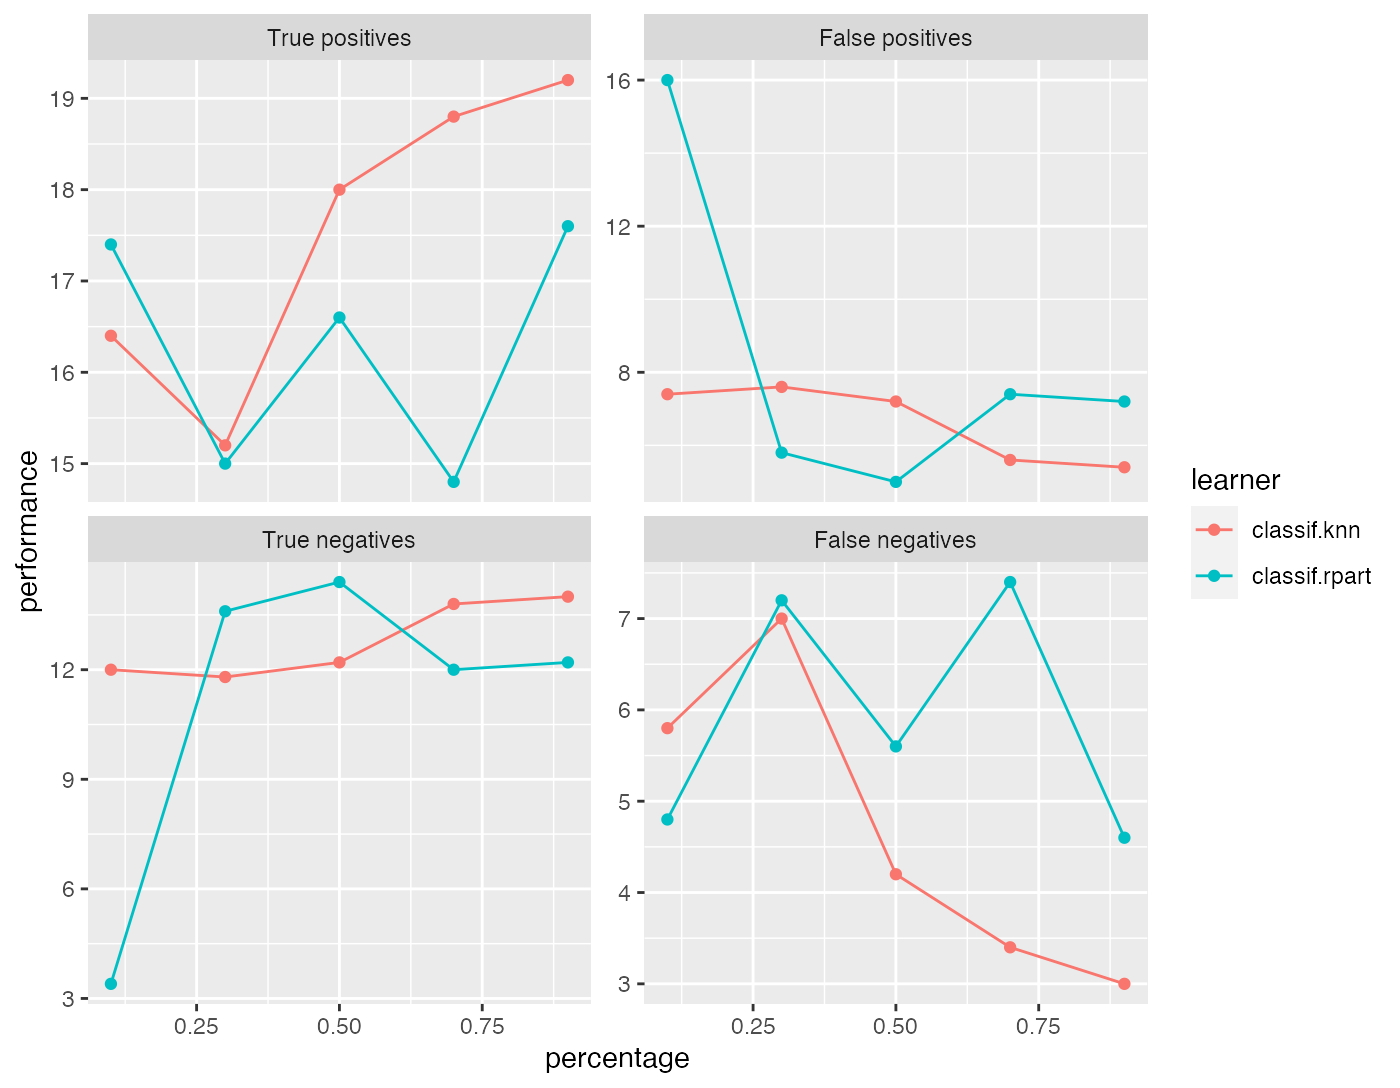 True positives
False positives
19
18
17
16
15
16
12
8
True negatives
False negatives
12
9
6
3
7
6
5
4
3
0.25 0.50 0.75
0.25 0.50 0.75
percentage
performance
learner
classif.knn
classif.rpart